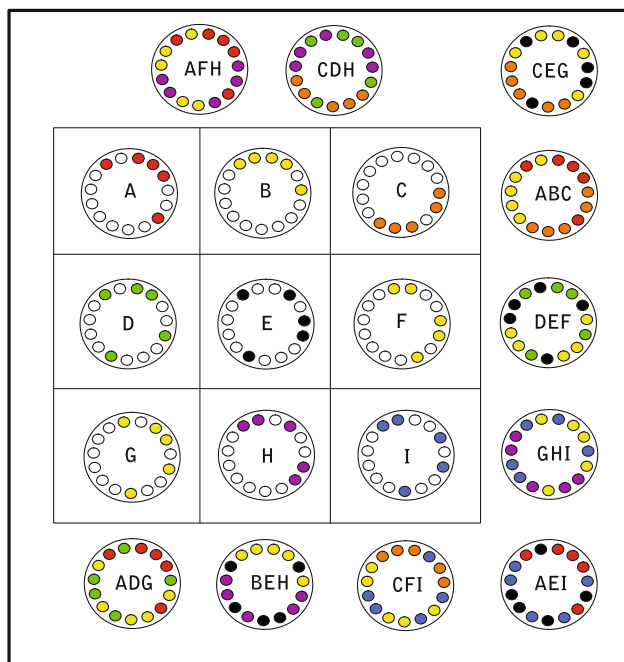 AFH CDH CEG
A B C ABC
D E F DEF
G H I GHI
ADG BEH CFI AEI